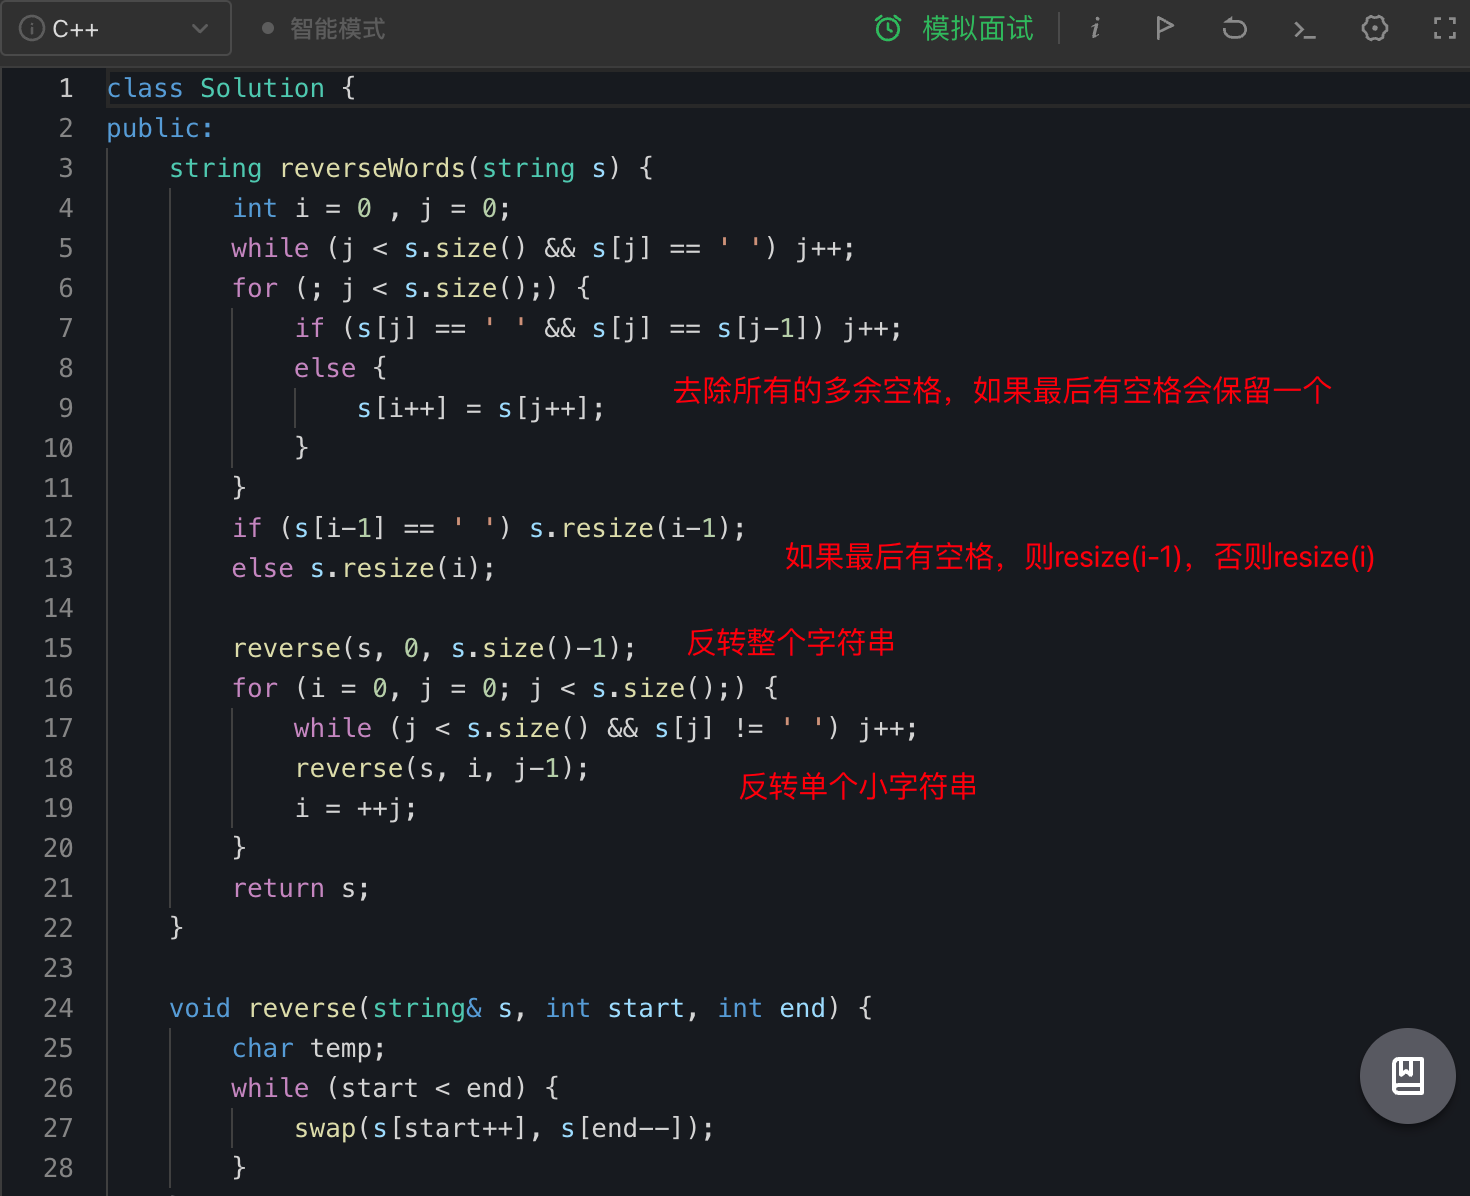 C++
智能模式
模拟面试
1 class Solution {
2 public:
3     string reverseWords(string s) {
4         int i = 0 , j = 0;
5         while (j < s.size() && s[j] == ' ') j++;
6         for (; j < s.size();) {
7             if (s[j] == ' ' && s[j] == s[j-1]) j++;
8             else {
去除所有的多余空格，如果最后有空格会保留一个
9                 s[i++] = s[j++];
10             }
11         }
12         if (s[i-1] == ' ') s.resize(i-1);
如果最后有空格，则resize(i-1)，否则resize(i)
13         else s.resize(i);
14
15         reverse(s, 0, s.size()-1); 反转整个字符串
16         for (i = 0, j = 0; j < s.size();) {
17             while (j < s.size() && s[j] != ' ') j++;
18             reverse(s, i, j-1);
反转单个小字符串
19             i = ++j;
20         }
21         return s;
22     }
23
24     void reverse(string& s, int start, int end) {
25         char temp;
26         while (start < end) {
27             swap(s[start++], s[end--]);
28         }